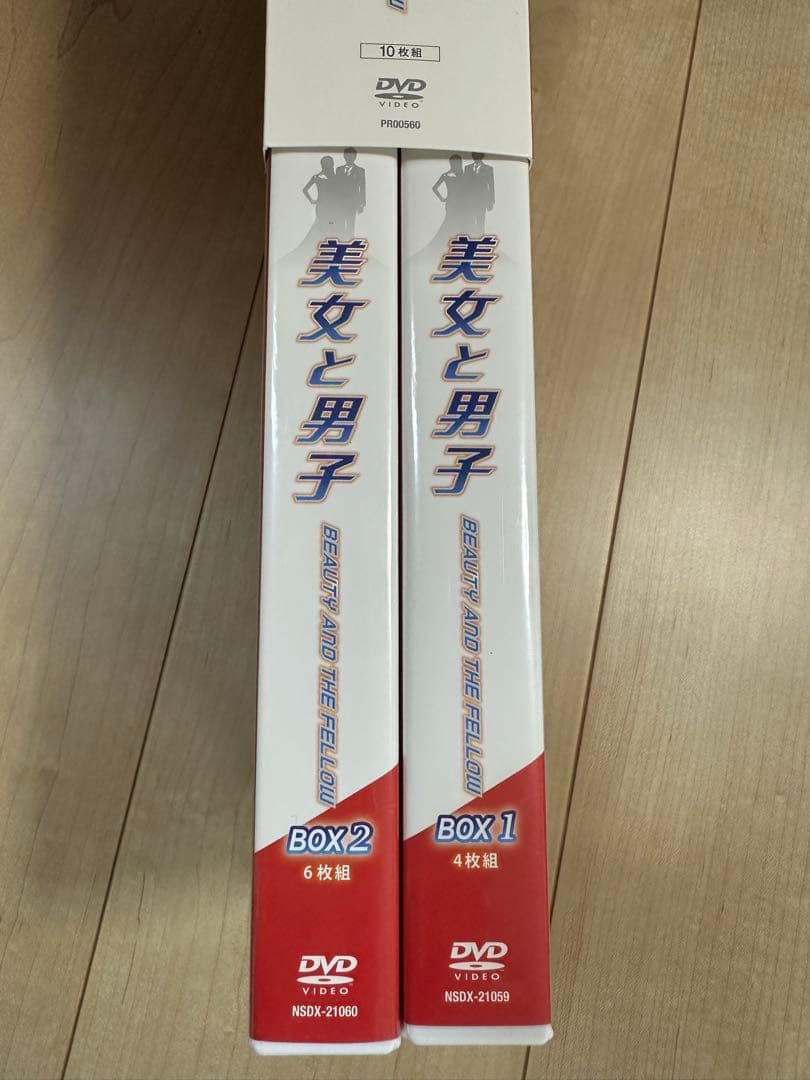 10枚組
DVD
VIDEO
PR00560
美女と男子
BEAUTY AND THE FELLOW
BOX 2
6枚組
DVD
VIDEO
NSDX-21060
美女と男子
BEAUTY AND THE FELLOW
BOX 1
4枚組
DVD
VIDEO
NSDX-21059